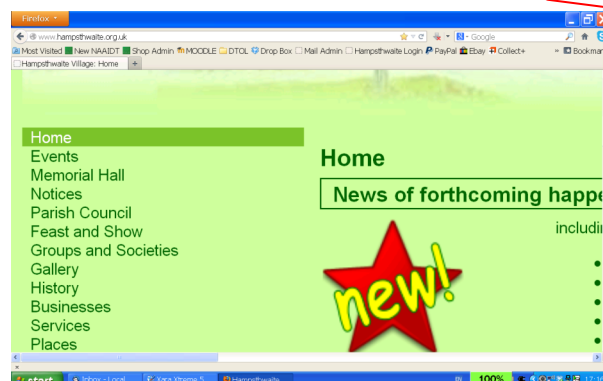 Firefox
www.hampsthwaite.org.uk
Google
Most Visited New NAAIDT Shop Admin MOODLE DTOL Drop Box Mail Admin Hampsthwaite Login PayPal Ebay Collect+ » Bookmar
Hampsthwaite Village: Home +
Home
Events
Memorial Hall
Notices
Parish Council
Feast and Show
Groups and Societies
Gallery
History
Businesses
Services
Places
Home
News of forthcoming happe
includin
new!
×
start Inbox - Local Xara Xtreme 5 Hampsthwaite 100%